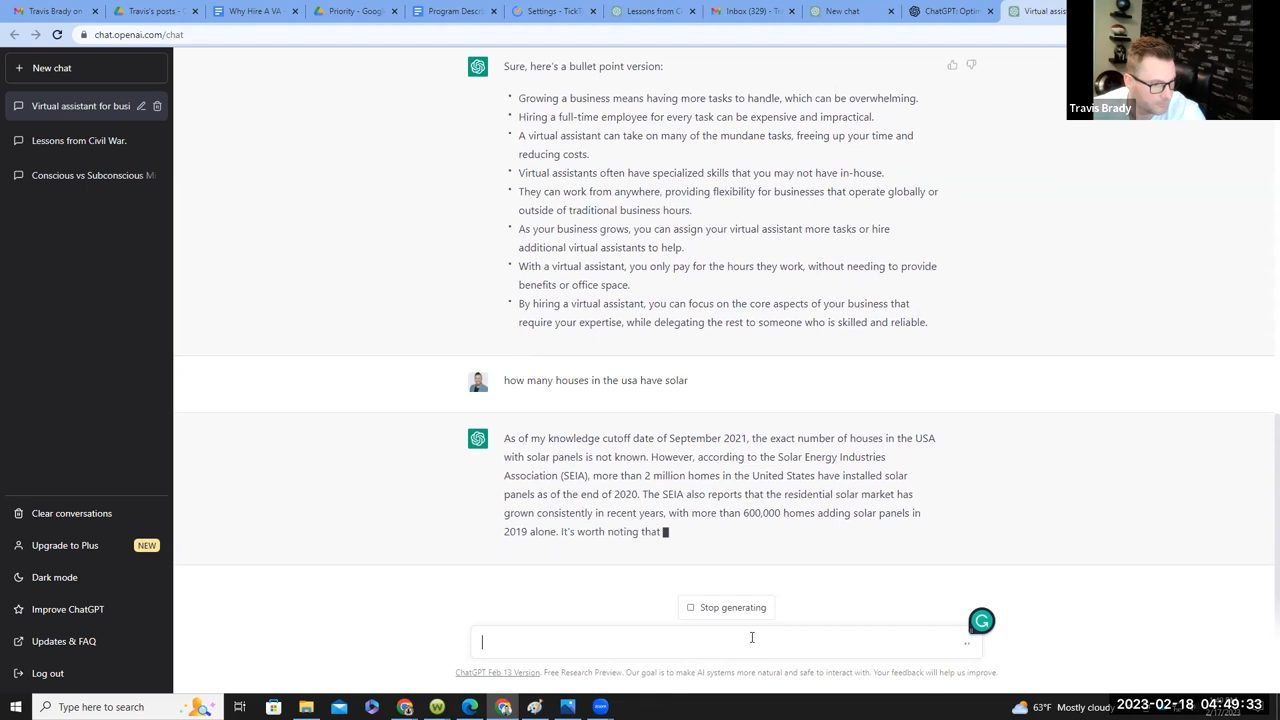 Travis Brady on
Travis's posts -
Why Hire A VA
Priority - Googl
Program Descri
Sessions - TickT
Lessons from Ci
Inbox (329) - Tr
New chat
ChatGPT: Optim
Virtual assist
chat.openai.com/chat
Travis Brady
New chat
Virtual assistant for busi
Lessons from Civil War.
Conscious vs Subconscious Mi
Sure, here's a bullet point version:
• Growing a business means having more tasks to handle, which can be overwhelming.
• Hiring a full-time employee for every task can be expensive and impractical.
• A virtual assistant can take on many of the mundane tasks, freeing up your time and
reducing costs.
• Virtual assistants often have specialized skills that you may not have in-house.
• They can work from anywhere, providing flexibility for businesses that operate globally or
outside of traditional business hours.
• As your business grows, you can assign your virtual assistant more tasks or hire
additional virtual assistants to help.
• With a virtual assistant, you only pay for the hours they work, without needing to provide
benefits or office space.
• By hiring a virtual assistant, you can focus on the core aspects of your business that
require your expertise, while delegating the rest to someone who is skilled and reliable.
how many houses in the usa have solar
As of my knowledge cutoff date of September 2021, the exact number of houses in the USA
with solar panels is not known. However, according to the Solar Energy Industries
Association (SEIA), more than 2 million homes in the United States have installed solar
panels as of the end of 2020. The SEIA also reports that the residential solar market has
grown consistently in recent years, with more than 600,000 homes adding solar panels in
2019 alone. It's worth noting that
Clear conversations
Upgrade to Plus NEW
Dark mode
Improve ChatGPT
Updates & FAQ
Log out
Stop generating
ChatGPT Feb 13 Version. Free Research Preview. Our goal is to make AI systems more natural and safe to interact with. Your feedback will help us improve.
Type here to search
63°F Mostly cloudy
2023-02-18 04:49:33